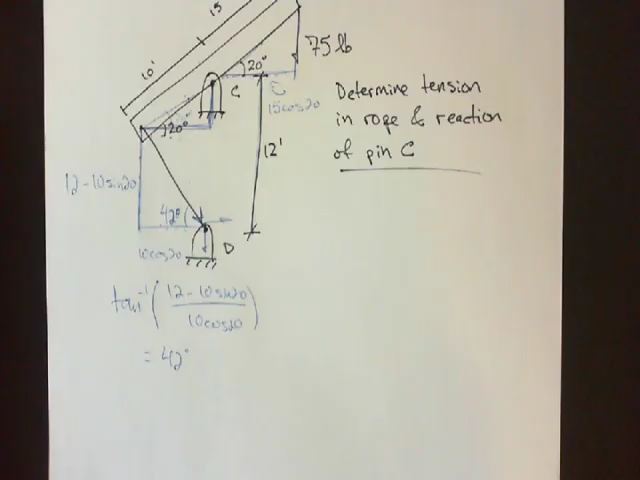 15
10'
75 lb
20°
C
E
15cos20
Determine tension
in rope & reaction
of pin C
20°
12'
12-10sin20
42°
D
10cos20
tan⁻¹ (12-10sin20 / 10cos20)
= 42°